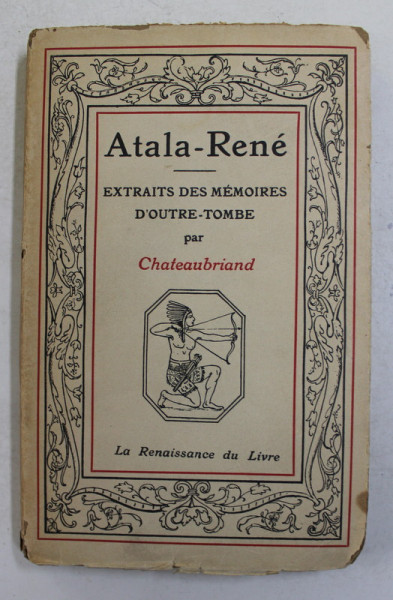 Atala-René
EXTRAITS DES MÉMOIRES
D'OUTRE-TOMBE
par
Chateaubriand
La Renaissance du Livre